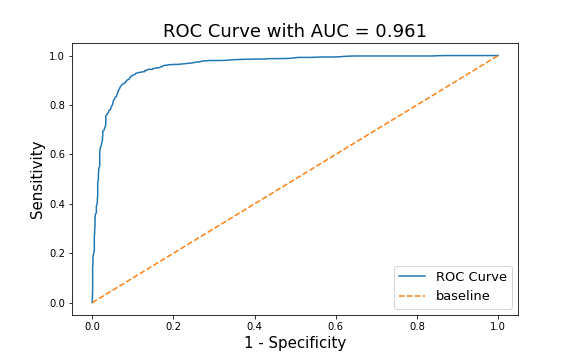 ROC Curve with AUC = 0.961
1.0
0.8
0.6
0.4
0.2
0.0
Sensitivity
0.0 0.2 0.4 0.6 0.8 1.0
1 - Specificity
ROC Curve
baseline